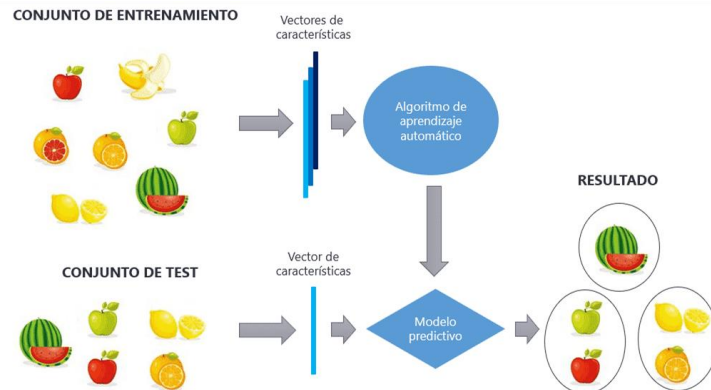 CONJUNTO DE ENTRENAMIENTO
Vectores de
características
Algoritmo de
aprendizaje
automático
RESULTADO
CONJUNTO DE TEST
Vector de
características
Modelo
predictivo